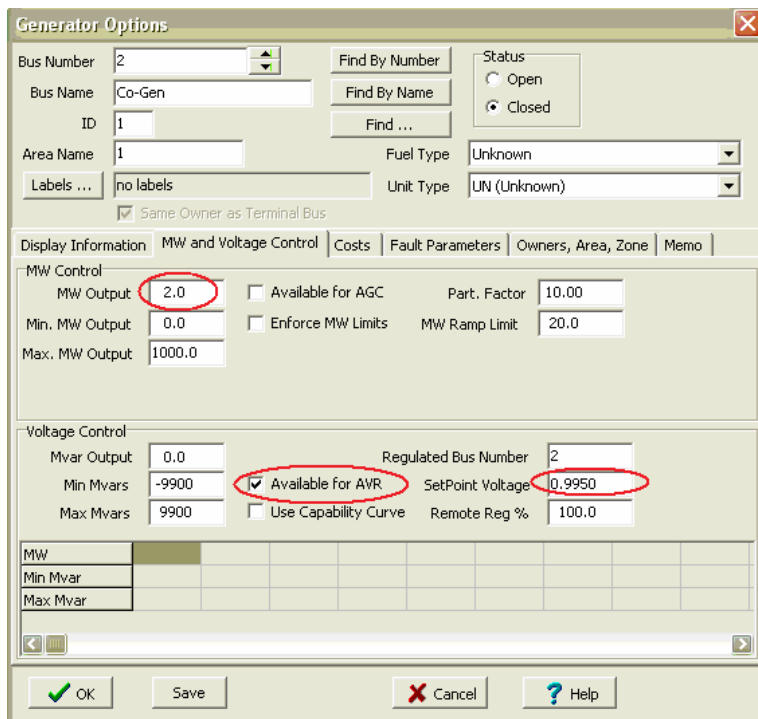 Generator Options
Bus Number 2 Find By Number Status
Open
Bus Name Co-Gen Find By Name
Closed
ID 1 Find ...
Area Name 1 Fuel Type Unknown
Labels ... no labels Unit Type UN (Unknown)
Same Owner as Terminal Bus
Display Information MW and Voltage Control Costs Fault Parameters Owners, Area, Zone Memo
MW Control
MW Output 2.0 Available for AGC Part. Factor 10.00
Min. MW Output 0.0 Enforce MW Limits MW Ramp Limit 20.0
Max. MW Output 1000.0
Voltage Control
Mvar Output 0.0 Regulated Bus Number 2
Min Mvars -9900 Available for AVR SetPoint Voltage 0.9950
Max Mvars 9900 Use Capability Curve Remote Reg % 100.0
MW
Min Mvar
Max Mvar
OK Save Cancel ? Help